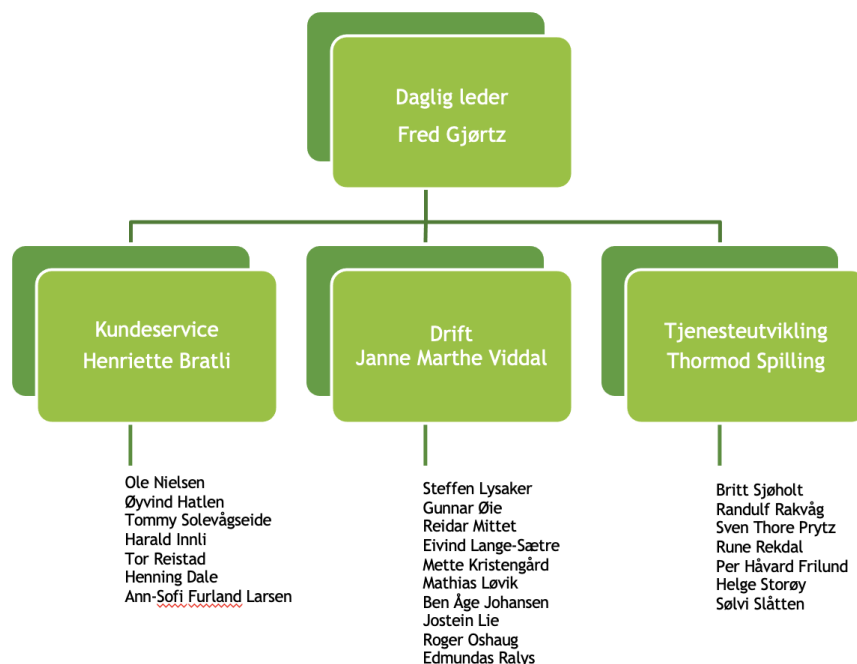 Daglig leder
Fred Gjørtz
Kundeservice
Henriette Bratli
Drift
Janne Marthe Viddal
Tjenesteutvikling
Thormod Spilling
Ole Nielsen
Øyvind Hatlen
Tommy Solevågseide
Harald Innli
Tor Reistad
Henning Dale
Ann-Sofi Furland Larsen
Steffen Lysaker
Gunnar Øie
Reidar Mittet
Eivind Lange-Sætre
Mette Kristengård
Mathias Løvik
Ben Åge Johansen
Jostein Lie
Roger Oshaug
Edmundas Ralys
Britt Sjøholt
Randulf Rakvåg
Sven Thore Prytz
Rune Rekdal
Per Håvard Frilund
Helge Storøy
Sølvi Slåtten